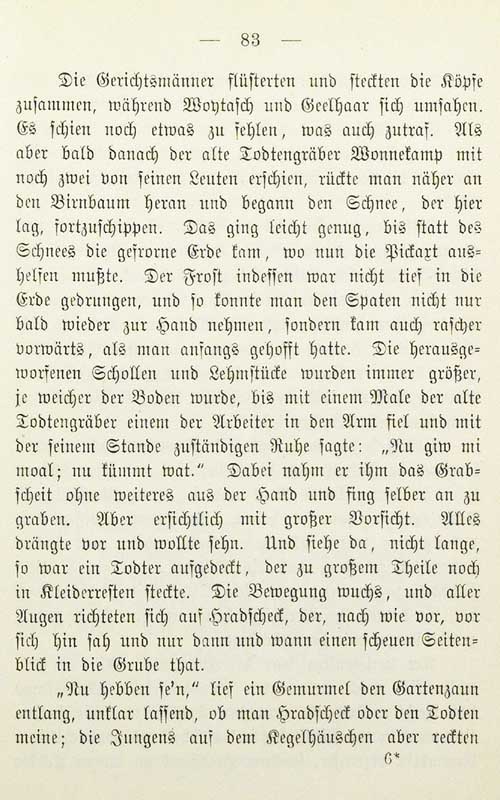 — 83 —
Die Gerichtsmänner flüsterten und steckten die Köpfe
zusammen, während Woytasch und Geelhaar sich umsahen.
Es schien noch etwas zu fehlen, was auch zutraf. Als
aber bald danach der alte Todtengräber Wonnekamp mit
noch zwei von seinen Leuten erschien, rückte man näher an
den Birnbaum heran und begann den Schnee, der hier
lag, fortzuschippen. Das ging leicht genug, bis statt des
Schnees die gefrorne Erde kam, wo nun die Pickaxt aus-
helfen mußte. Der Frost indessen war nicht tief in die
Erde gedrungen, und so konnte man den Spaten nicht nur
bald wieder zur Hand nehmen, sondern kam auch rascher
vorwärts, als man anfangs gehofft hatte. Die herausge-
worfenen Schollen und Lehmstücke wurden immer größer,
je weicher der Boden wurde, bis mit einem Male der alte
Todtengräber einem der Arbeiter in den Arm fiel und mit
der seinem Stande zuständigen Ruhe sagte: „Nu giw mi
moal; nu kümmt wat.“ Dabei nahm er ihm das Grab-
scheit ohne weiteres aus der Hand und fing selber an zu
graben. Aber ersichtlich mit großer Vorsicht. Alles
drängte vor und wollte sehn. Und siehe da, nicht lange,
so war ein Todter aufgedeckt, der zu großem Theile noch
in Kleiderresten steckte. Die Bewegung wuchs, und aller
Augen richteten sich auf Hradscheck, der, nach wie vor, vor
sich hin sah und nur dann und wann einen scheuen Seiten-
blick in die Grube that.
„Nu hebben se’n,“ lief ein Gemurmel den Gartenzaun
entlang, unklar lassend, ob man Hradscheck oder den Todten
meine; die Jungens auf dem Kegelhäuschen aber reckten
6*